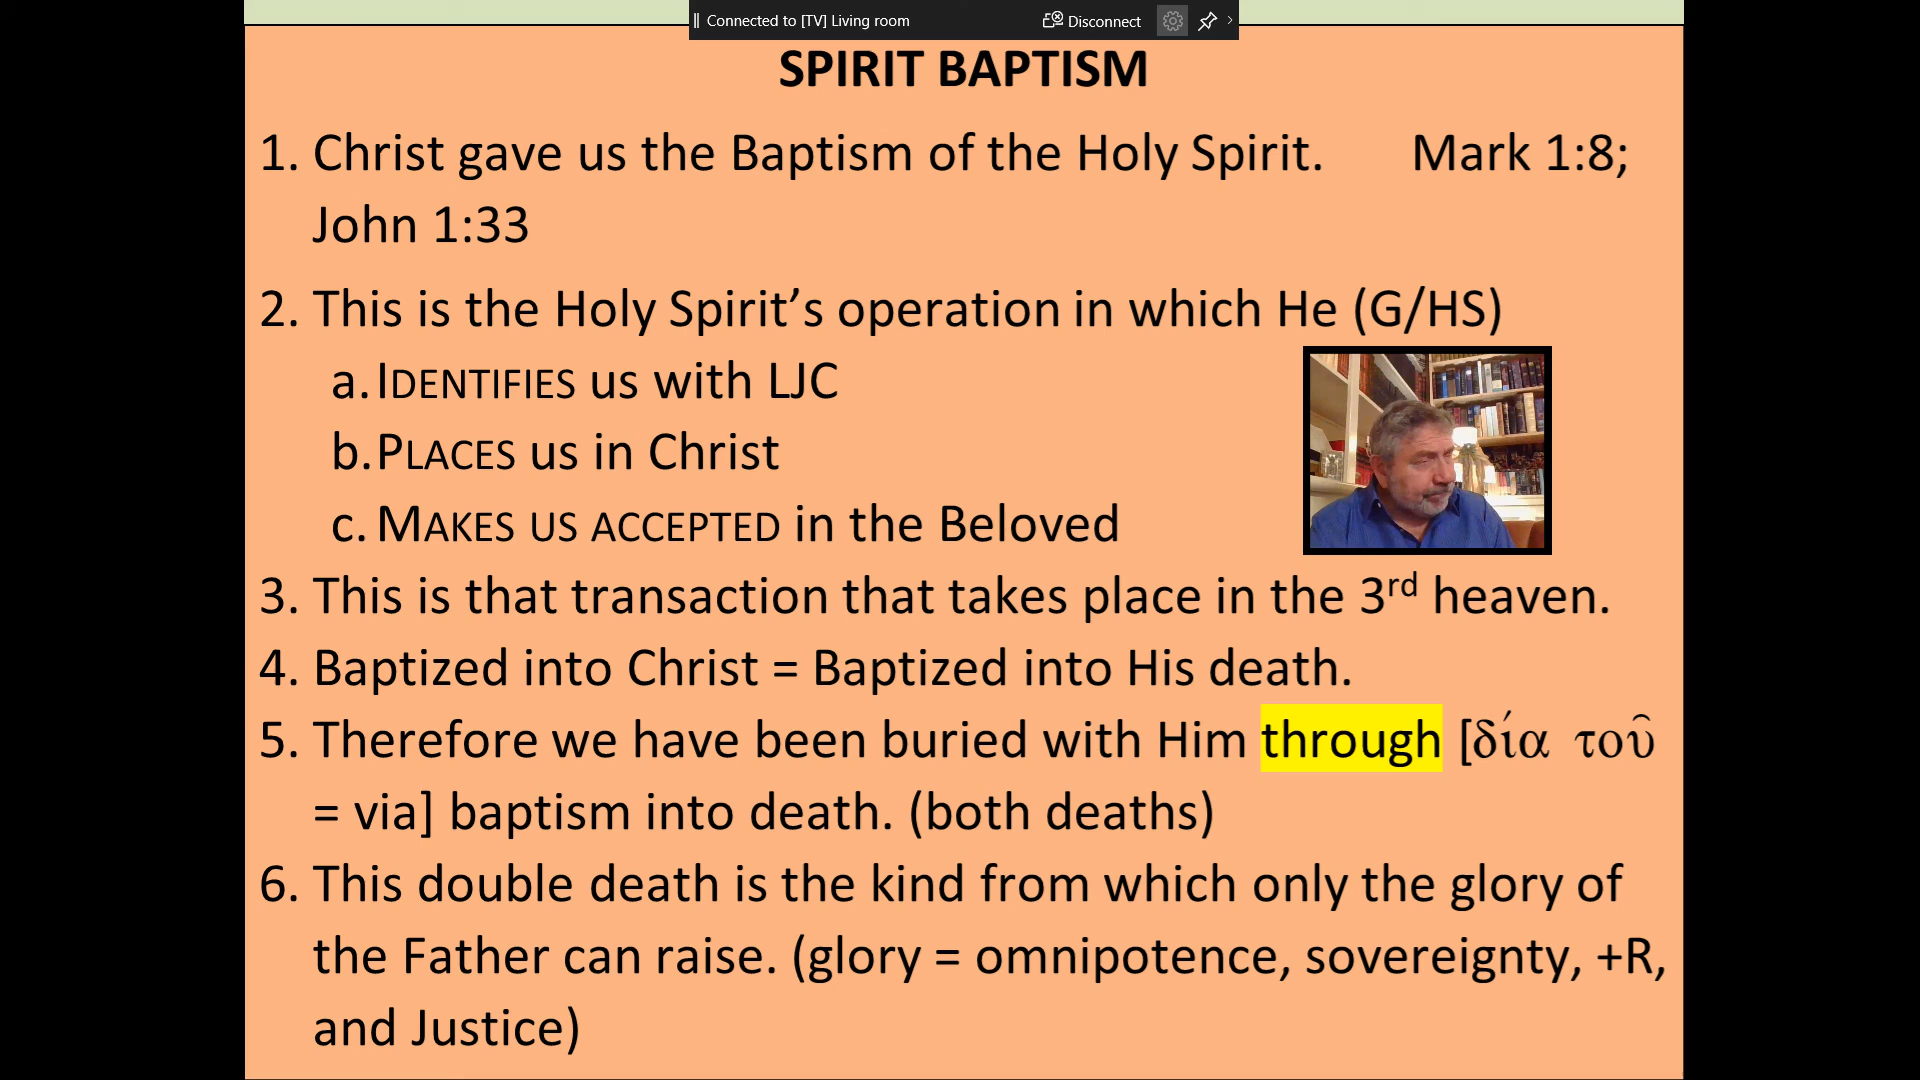 Connected to [TV] Living room
Disconnect
SPIRIT BAPTISM
1. Christ gave us the Baptism of the Holy Spirit. Mark 1:8;
John 1:33
2. This is the Holy Spirit’s operation in which He (G/HS)
a. IDENTIFIES us with LJC
b. PLACES us in Christ
c. MAKES US ACCEPTED in the Beloved
3. This is that transaction that takes place in the 3rd heaven.
4. Baptized into Christ = Baptized into His death.
5. Therefore we have been buried with Him through [δία τοῦ
= via] baptism into death. (both deaths)
6. This double death is the kind from which only the glory of
the Father can raise. (glory = omnipotence, sovereignty, +R,
and Justice)